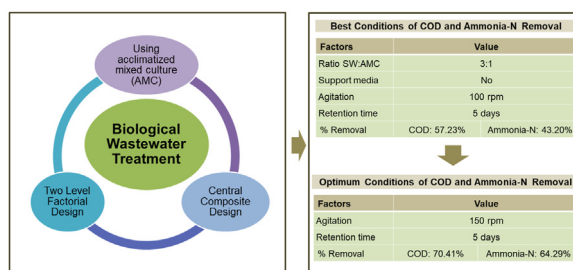 Using
acclimatized
mixed culture
(AMC)
Biological
Wastewater
Treatment
Two Level
Factorial
Design
Central
Composite
Design
Best Conditions of COD and Ammonia-N Removal
Factors Value
Ratio SW:AMC 3:1
Support media No
Agitation 100 rpm
Retention time 5 days
% Removal COD: 57.23% Ammonia-N: 43.20%
Optimum Conditions of COD and Ammonia-N Removal
Factors Value
Agitation 150 rpm
Retention time 5 days
% Removal COD: 70.41% Ammonia-N: 64.29%